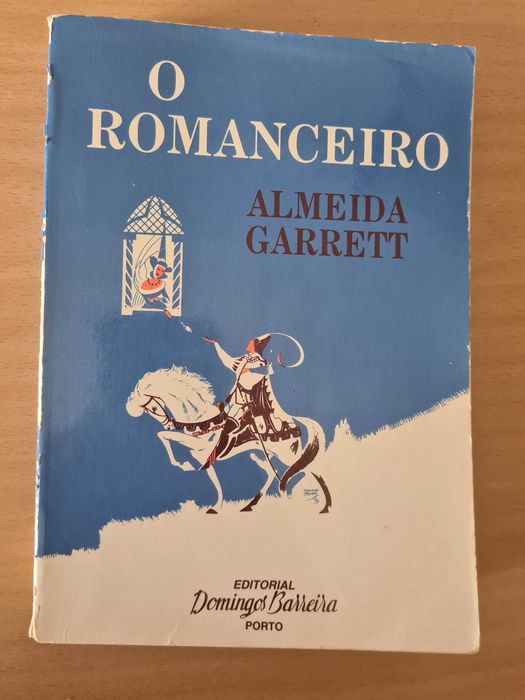 O
ROMANCEIRO
ALMEIDA
GARRETT
EDITORIAL
Domingos Barreira
PORTO